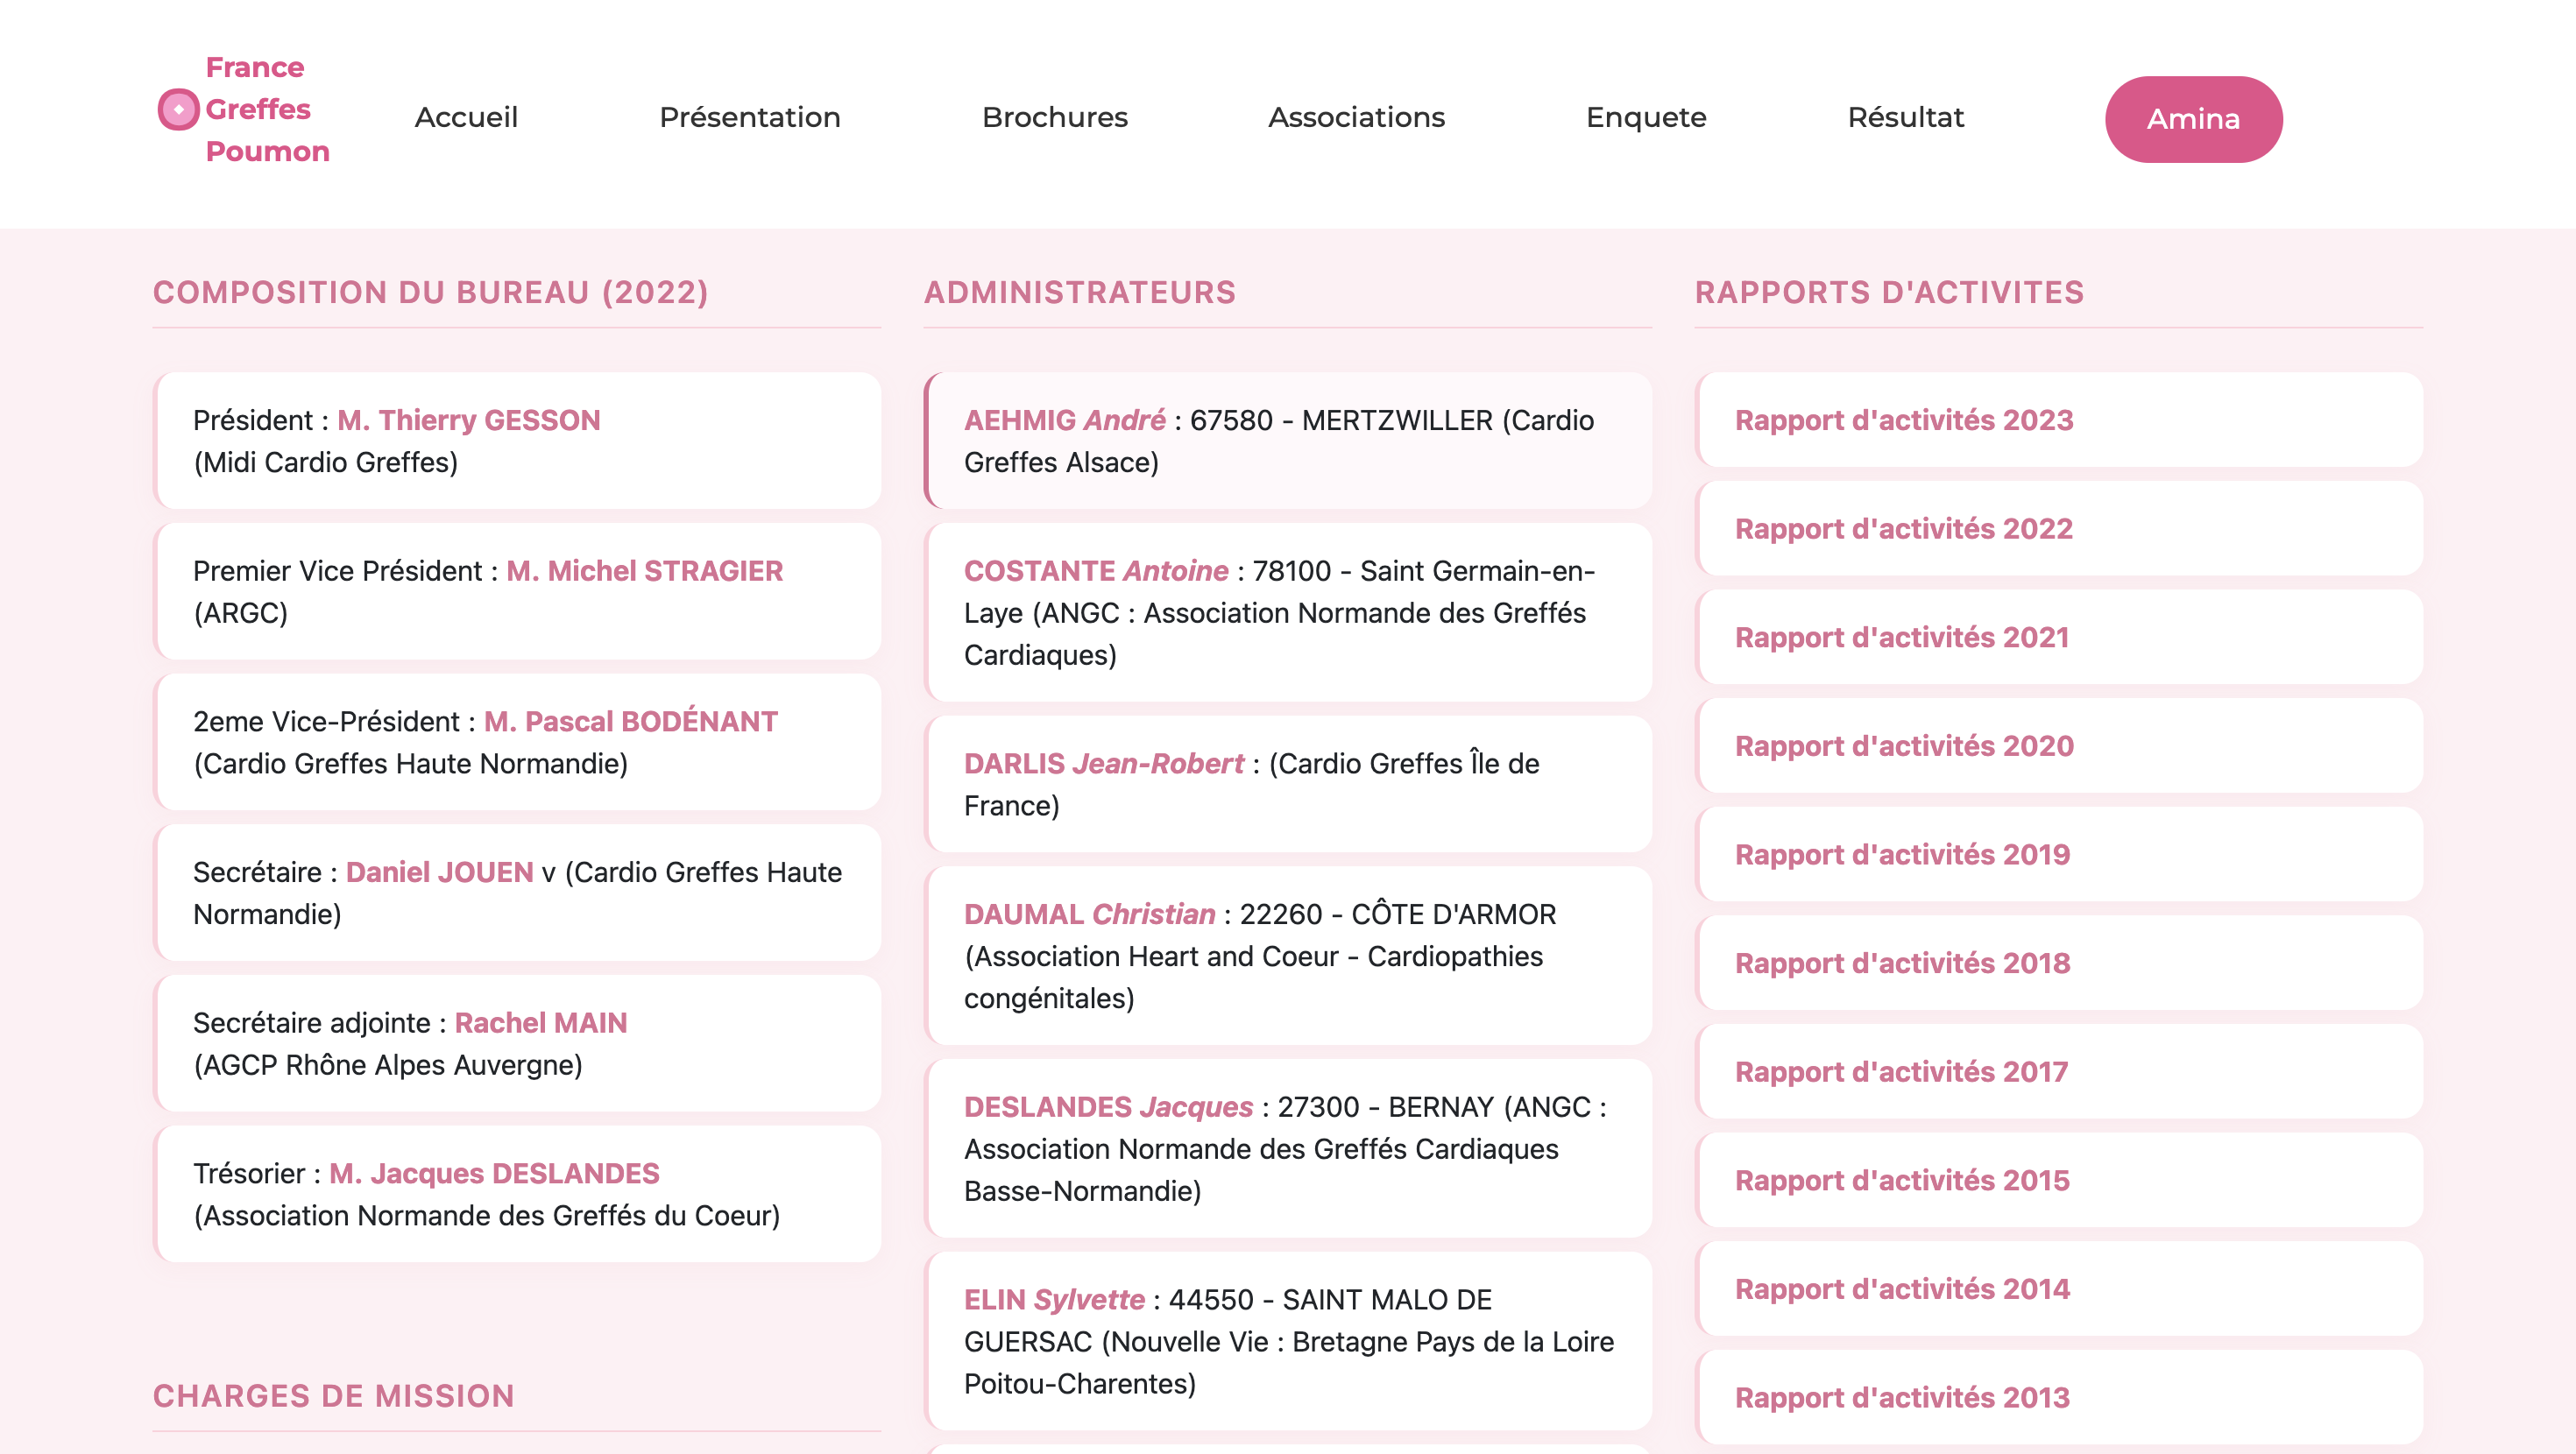 France
Greffes
Poumon
Accueil
Présentation
Brochures
Associations
Enquete
Résultat
Amina
COMPOSITION DU BUREAU (2022)
Président : M. Thierry GESSON
(Midi Cardio Greffes)
Premier Vice Président : M. Michel STRAGIER
(ARGC)
2eme Vice-Président : M. Pascal BODÉNANT
(Cardio Greffes Haute Normandie)
Secrétaire : Daniel JOUEN v (Cardio Greffes Haute
Normandie)
Secrétaire adjointe : Rachel MAIN
(AGCP Rhône Alpes Auvergne)
Trésorier : M. Jacques DESLANDES
(Association Normande des Greffés du Coeur)
CHARGES DE MISSION
ADMINISTRATEURS
AEHMIG André : 67580 - MERTZWILLER (Cardio
Greffes Alsace)
COSTANTE Antoine : 78100 - Saint Germain-en-
Laye (ANGC : Association Normande des Greffés
Cardiaques)
DARLIS Jean-Robert : (Cardio Greffes Île de
France)
DAUMAL Christian : 22260 - CÔTE D'ARMOR
(Association Heart and Coeur - Cardiopathies
congénitales)
DESLANDES Jacques : 27300 - BERNAY (ANGC :
Association Normande des Greffés Cardiaques
Basse-Normandie)
ELIN Sylvette : 44550 - SAINT MALO DE
GUERSAC (Nouvelle Vie : Bretagne Pays de la Loire
Poitou-Charentes)
RAPPORTS D'ACTIVITES
Rapport d'activités 2023
Rapport d'activités 2022
Rapport d'activités 2021
Rapport d'activités 2020
Rapport d'activités 2019
Rapport d'activités 2018
Rapport d'activités 2017
Rapport d'activités 2015
Rapport d'activités 2014
Rapport d'activités 2013